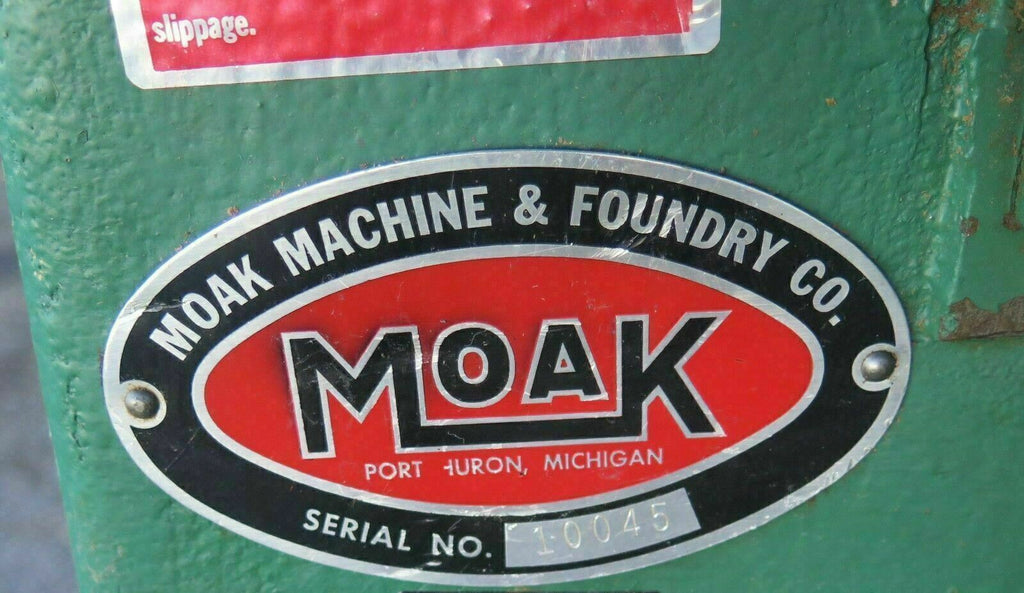 slippage.
MOAK MACHINE & FOUNDRY CO.
MOAK
PORT HURON, MICHIGAN
SERIAL NO. 10045